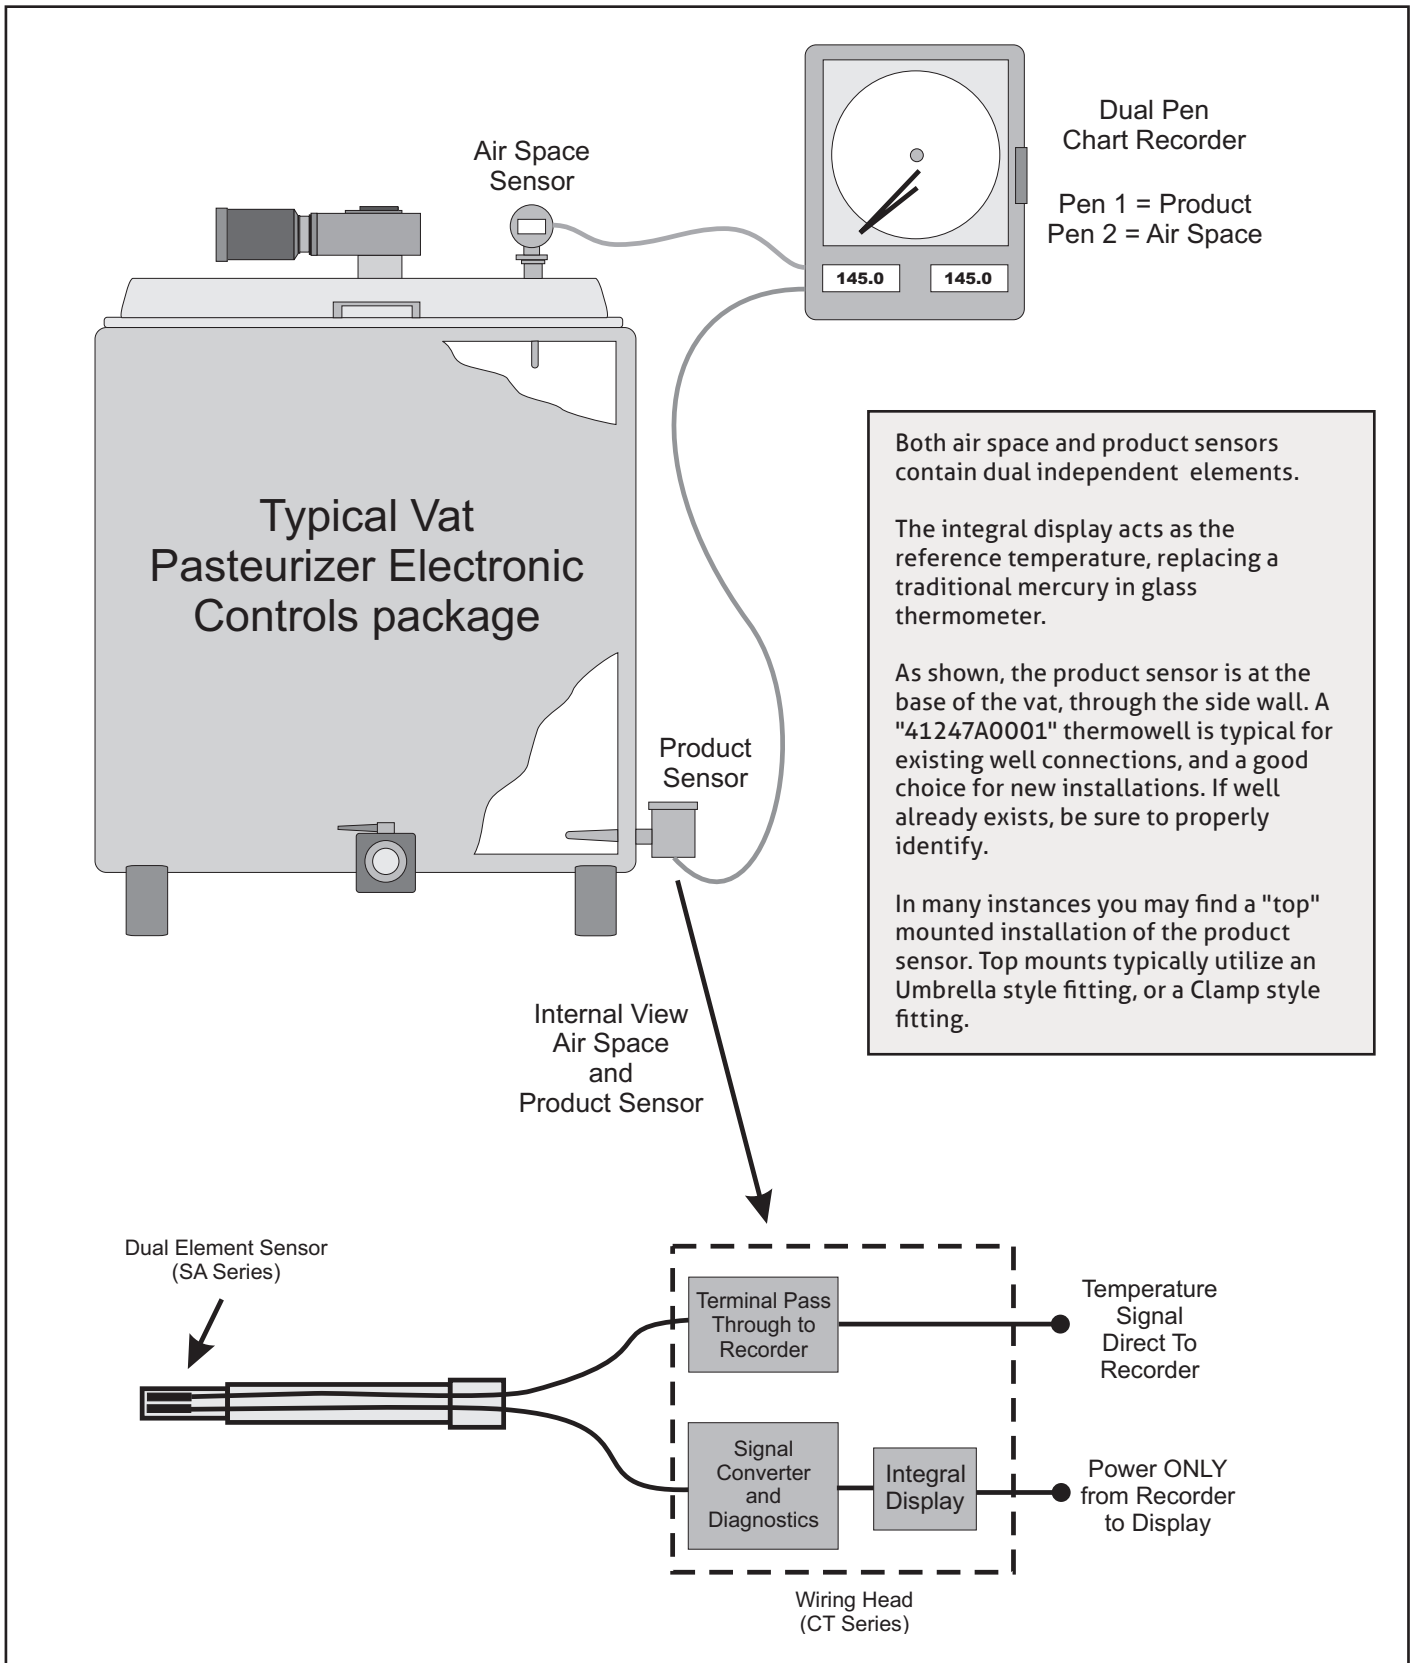 Air Space
Sensor
Dual Pen
Chart Recorder
Pen 1 = Product
Pen 2 = Air Space
145.0
145.0
Typical Vat
Pasteurizer Electronic
Controls package
Both air space and product sensors
contain dual independent elements.
The integral display acts as the
reference temperature, replacing a
traditional mercury in glass
thermometer.
As shown, the product sensor is at the
base of the vat, through the side wall. A
"41247A0001" thermowell is typical for
existing well connections, and a good
choice for new installations. If well
already exists, be sure to properly
identify.
In many instances you may find a "top"
mounted installation of the product
sensor. Top mounts typically utilize an
Umbrella style fitting, or a Clamp style
fitting.
Product
Sensor
Internal View
Air Space
and
Product Sensor
Dual Element Sensor
(SA Series)
Terminal Pass
Through to
Recorder
Temperature
Signal
Direct To
Recorder
Signal
Converter
and
Diagnostics
Integral
Display
Power ONLY
from Recorder
to Display
Wiring Head
(CT Series)